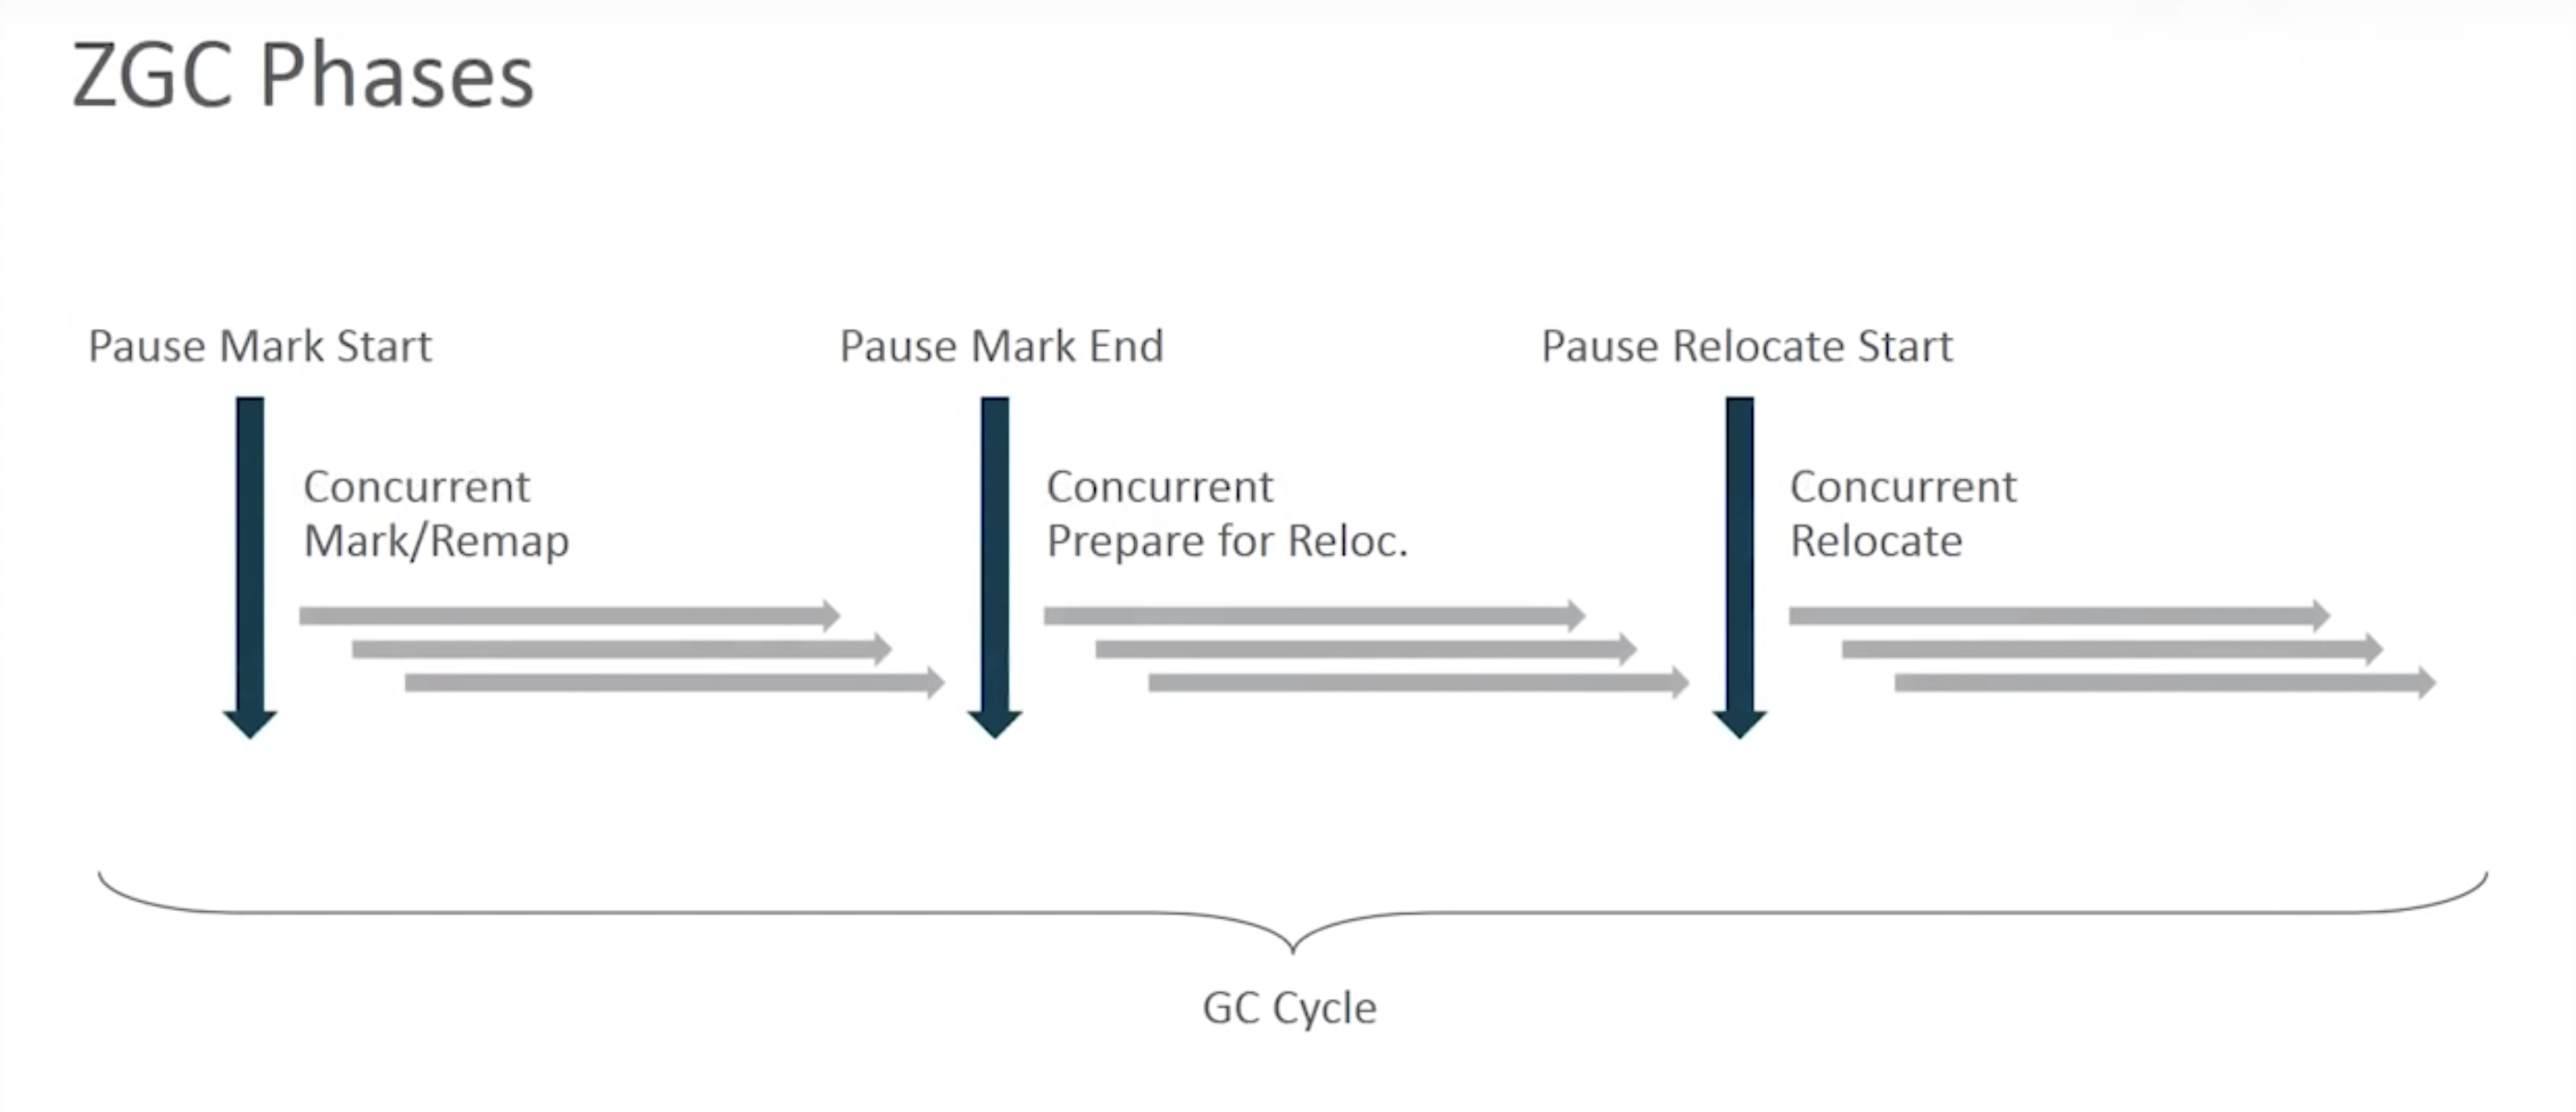 ZGC Phases
Pause Mark Start
Pause Mark End
Pause Relocate Start
Concurrent
Mark/Remap
Concurrent
Prepare for Reloc.
Concurrent
Relocate
GC Cycle